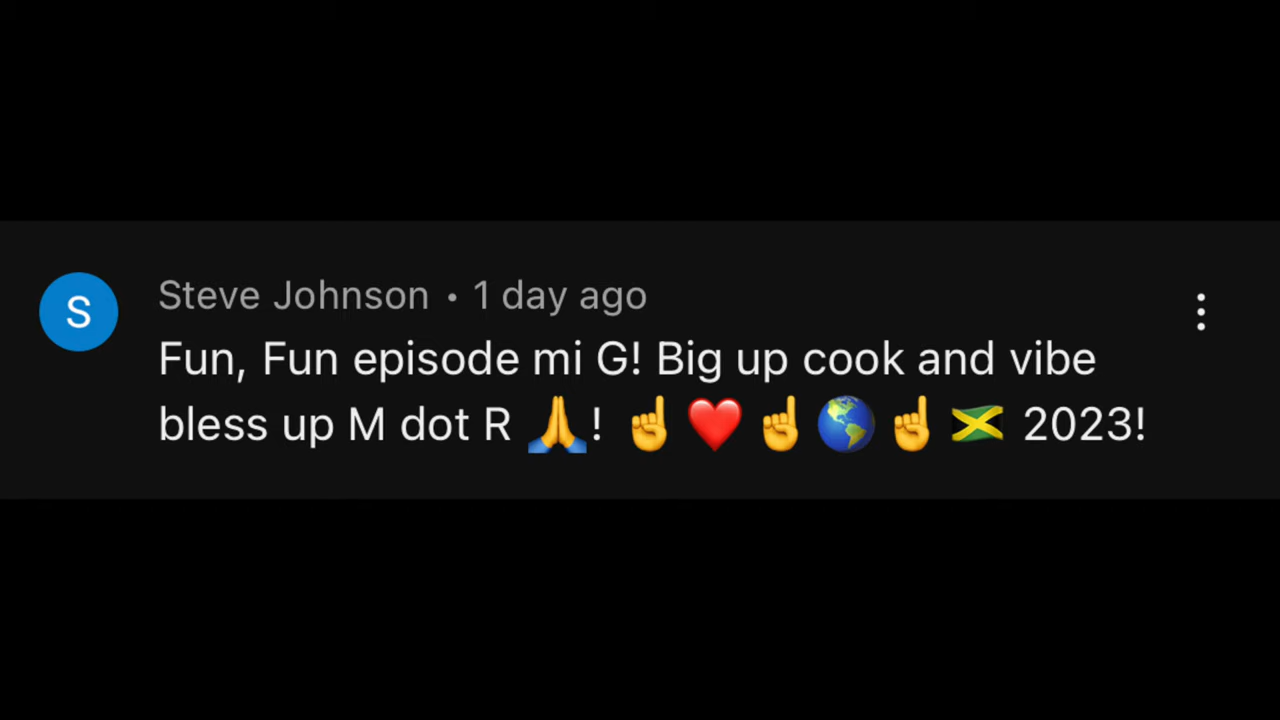 S
Steve Johnson • 1 day ago
Fun, Fun episode mi G! Big up cook and vibe
bless up M dot R 🙏! ☝️❤️☝️🌎☝️🇯🇲 2023!